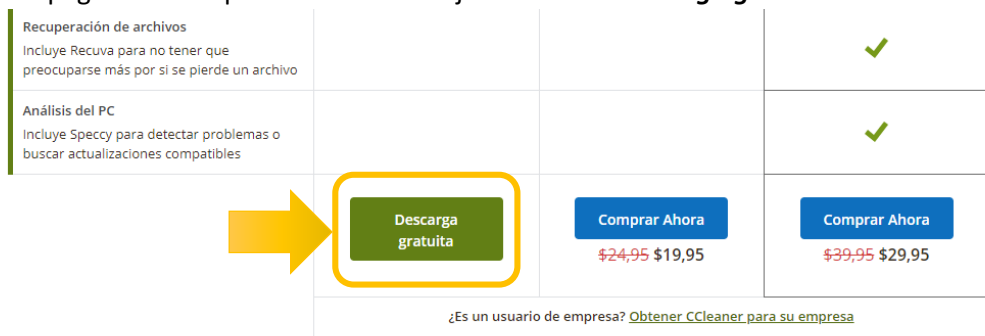 Recuperación de archivos
Incluye Recuva para no tener que
preocuparse más por si se pierde un archivo
Análisis del PC
Incluye Speccy para detectar problemas o
buscar actualizaciones compatibles
Descarga
gratuita
Comprar Ahora
$24,95 $19,95
Comprar Ahora
$39,95 $29,95
¿Es un usuario de empresa? Obtener CCleaner para su empresa